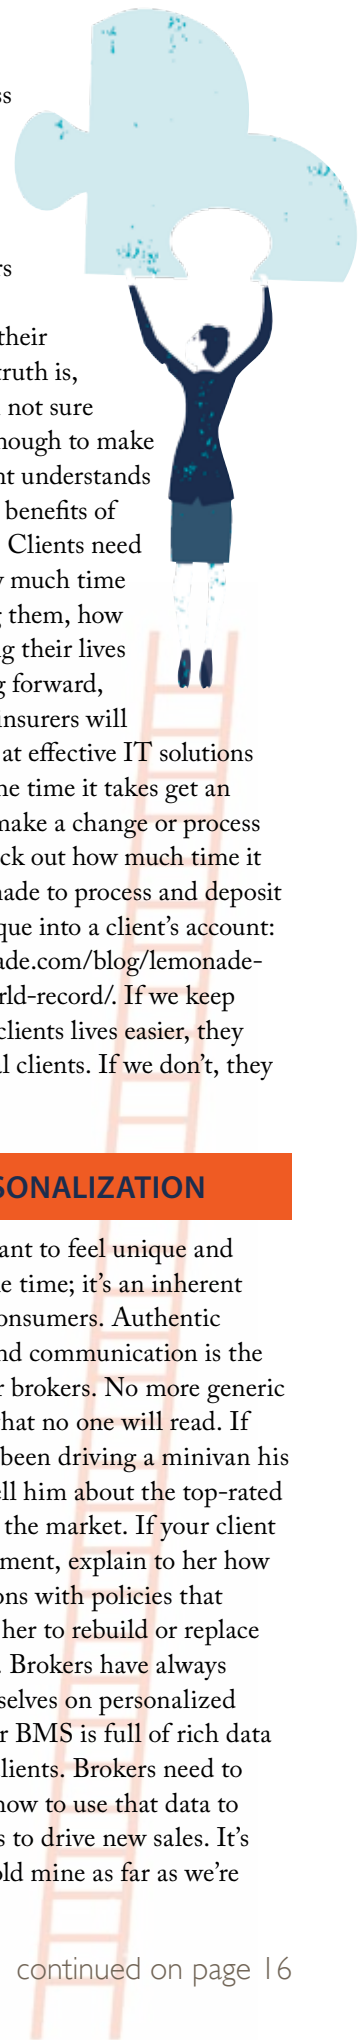 ss
rs
their
ruth is,
not sure
nough to make
nt understands
benefits of
Clients need
w much time
g them, how
ng their lives
g forward,
insurers will
at effective IT solutions
he time it takes get an
make a change or process
ck out how much time it
nade to process and deposit
que into a client’s account:
ade.com/blog/lemonade-
rld-record/. If we keep
clients lives easier, they
al clients. If we don’t, they
SONALIZATION
ant to feel unique and
e time; it’s an inherent
onsumers. Authentic
nd communication is the
r brokers. No more generic
hat no one will read. If
been driving a minivan his
ell him about the top-rated
the market. If your client
ment, explain to her how
ons with policies that
her to rebuild or replace
. Brokers have always
selves on personalized
r BMS is full of rich data
lients. Brokers need to
how to use that data to
s to drive new sales. It’s
old mine as far as we’re
continued on page 16